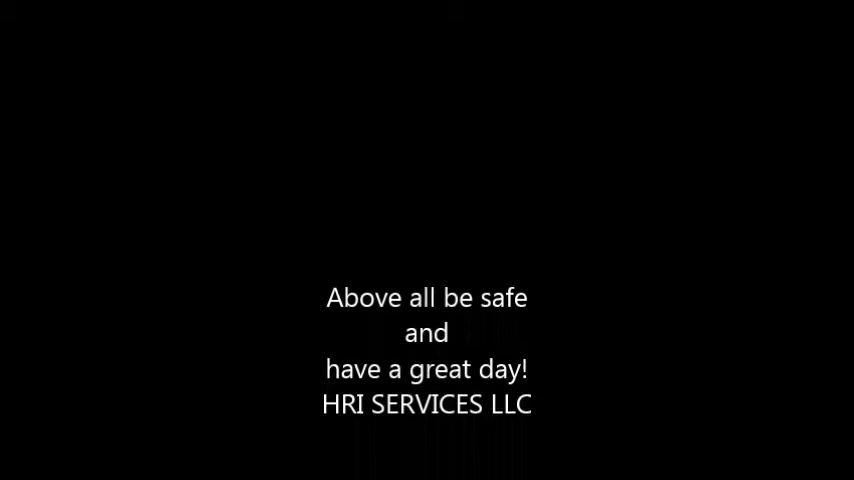 Above all be safe
and
have a great day!
HRI SERVICES LLC